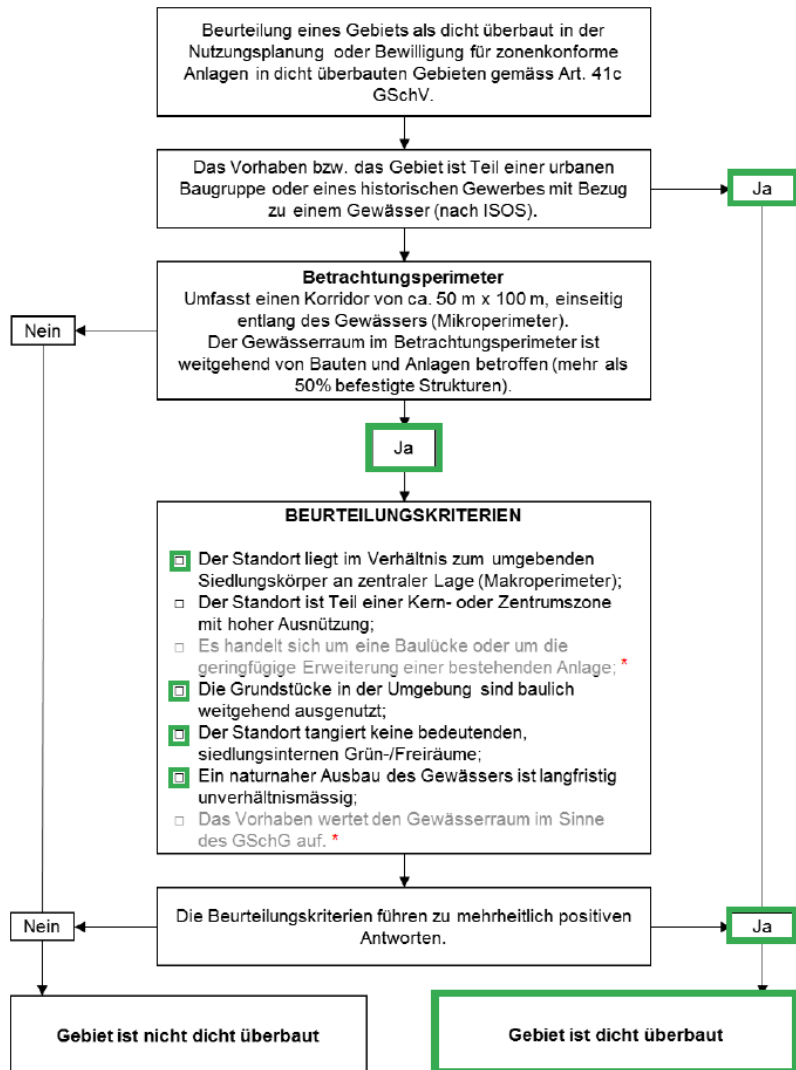 Beurteilung eines Gebiets als dicht überbaut in der
Nutzungsplanung oder Bewilligung für zonenkonforme
Anlagen in dicht überbauten Gebieten gemäss Art. 41c
GSchV.
Das Vorhaben bzw. das Gebiet ist Teil einer urbanen
Baugruppe oder eines historischen Gewerbes mit Bezug
zu einem Gewässer (nach ISOS).
Ja
Betrachtungsperimeter
Umfasst einen Korridor von ca. 50 m x 100 m, einseitig
entlang des Gewässers (Mikroperimeter).
Der Gewässerraum im Betrachtungsperimeter ist
weitgehend von Bauten und Anlagen betroffen (mehr als
50% befestigte Strukturen).
Nein
Ja
BEURTEILUNGSKRITERIEN
□ Der Standort liegt im Verhältnis zum umgebenden
Siedlungskörper an zentraler Lage (Makroperimeter);
□ Der Standort ist Teil einer Kern- oder Zentrumszone
mit hoher Ausnützung;
□ Es handelt sich um eine Baulücke oder um die
geringfügige Erweiterung einer bestehenden Anlage; *
□ Die Grundstücke in der Umgebung sind baulich
weitgehend ausgenutzt;
□ Der Standort tangiert keine bedeutenden,
siedlungsinternen Grün-/Freiräume;
□ Ein naturnaher Ausbau des Gewässers ist langfristig
unverhältnismässig;
□ Das Vorhaben wertet den Gewässerraum im Sinne
des GSchG auf. *
Nein
Die Beurteilungskriterien führen zu mehrheitlich positiven
Antworten.
Ja
Gebiet ist nicht dicht überbaut
Gebiet ist dicht überbaut